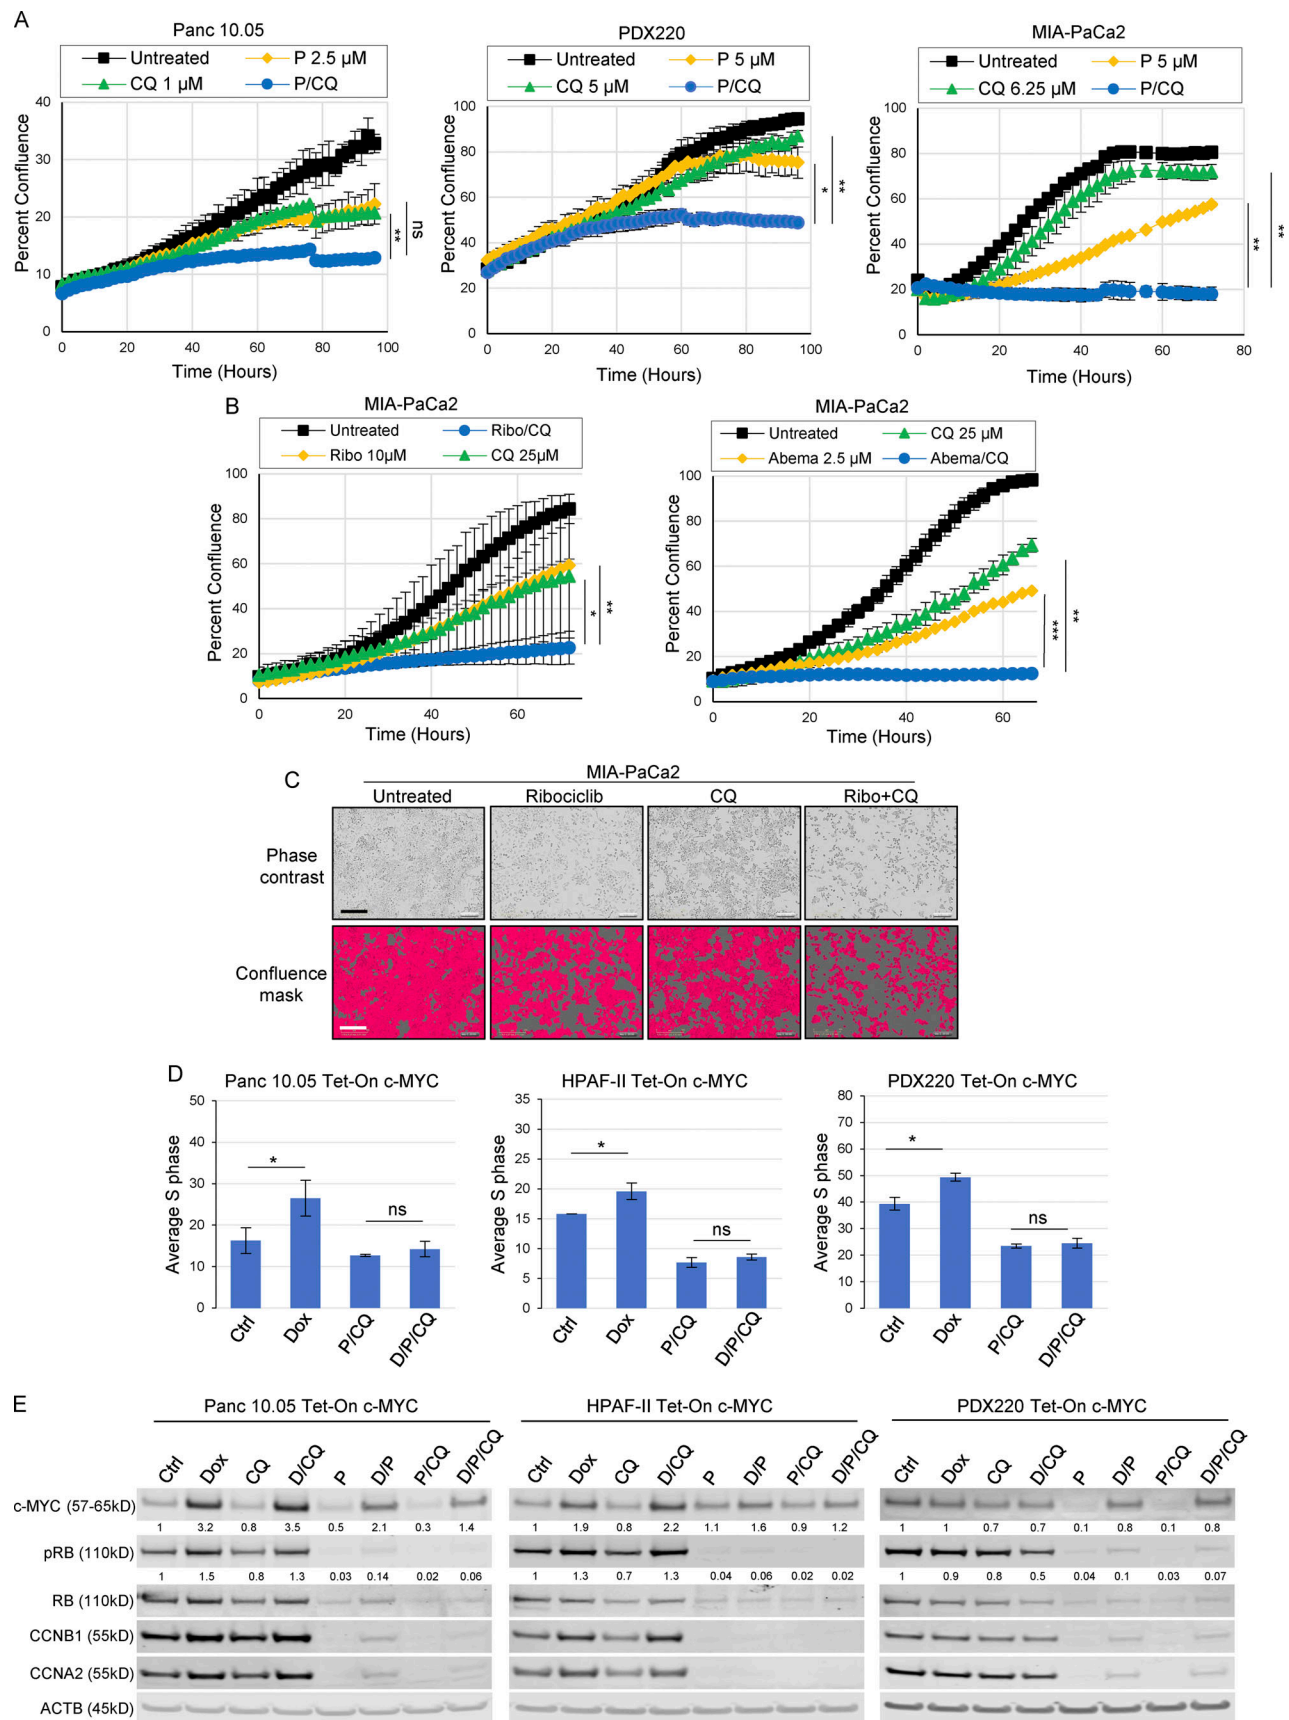 A
Panc 10.05
Untreated P 2.5 µM
CQ 1 µM P/CQ
Percent Confluence
40
30
20
10
0
0 20 40 60 80 100
Time (Hours)
** ns
PDX220
Untreated P 5 µM
CQ 5 µM P/CQ
Percent Confluence
100
80
60
40
20
0 20 40 60 80 100
Time (Hours)
* **
MIA-PaCa2
Untreated P 5 µM
CQ 6.25 µM P/CQ
Percent Confluence
100
80
60
40
20
0
0 20 40 60 80
Time (Hours)
** **
B
MIA-PaCa2
Untreated Ribo/CQ
Ribo 10µM CQ 25µM
Percent Confluence
100
80
60
40
20
0
0 20 40 60
Time (Hours)
* **
MIA-PaCa2
Untreated CQ 25 µM
Abema 2.5 µM Abema/CQ
Percent Confluence
100
80
60
40
20
0
0 20 40 60
Time (Hours)
*** **
C
MIA-PaCa2
Untreated Ribociclib CQ Ribo+CQ
Phase
contrast
Confluence
mask
D
Panc 10.05 Tet-On c-MYC
Average S phase
50
40
30
20
10
0
* ns
Ctrl Dox P/CQ D/P/CQ
HPAF-II Tet-On c-MYC
Average S phase
35
30
25
20
15
10
5
0
* ns
Ctrl Dox P/CQ D/P/CQ
PDX220 Tet-On c-MYC
Average S phase
80
70
60
50
40
30
20
10
0
* ns
Ctrl Dox P/CQ D/P/CQ
E
Panc 10.05 Tet-On c-MYC HPAF-II Tet-On c-MYC PDX220 Tet-On c-MYC
Ctrl Dox CQ D/CQ P D/P P/CQ D/P/CQ Ctrl Dox CQ D/CQ P D/P P/CQ D/P/CQ Ctrl Dox CQ D/CQ P D/P P/CQ D/P/CQ
c-MYC (57-65kD)
1 3.2 0.8 3.5 0.5 2.1 0.3 1.4 1 1.9 0.8 2.2 1.1 1.6 0.9 1.2 1 1 0.7 0.7 0.1 0.8 0.1 0.8
pRB (110kD)
1 1.5 0.8 1.3 0.03 0.14 0.02 0.06 1 1.3 0.7 1.3 0.04 0.06 0.02 0.02 1 0.9 0.8 0.5 0.04 0.1 0.03 0.07
RB (110kD)
CCNB1 (55kD)
CCNA2 (55kD)
ACTB (45kD)